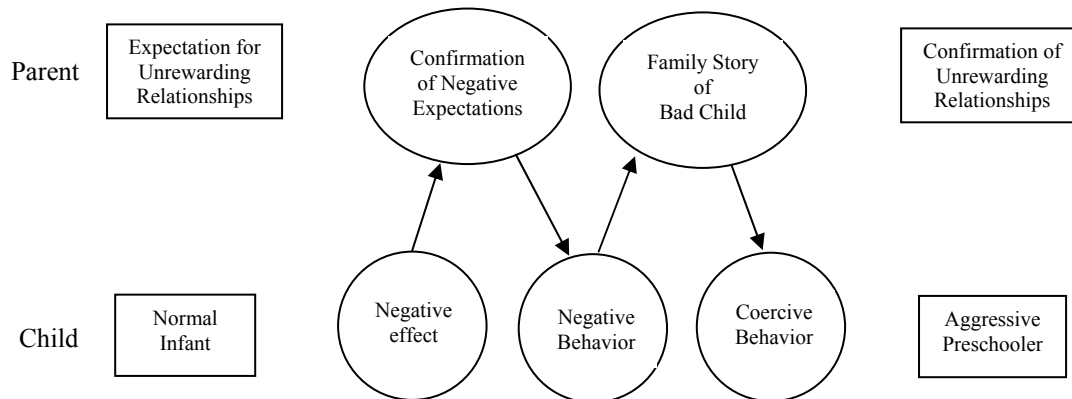 Parent
Expectation for
Unrewarding
Relationships
Confirmation
of Negative
Expectations
Family Story
of
Bad Child
Confirmation of
Unrewarding
Relationships
Child
Normal
Infant
Negative
effect
Negative
Behavior
Coercive
Behavior
Aggressive
Preschooler